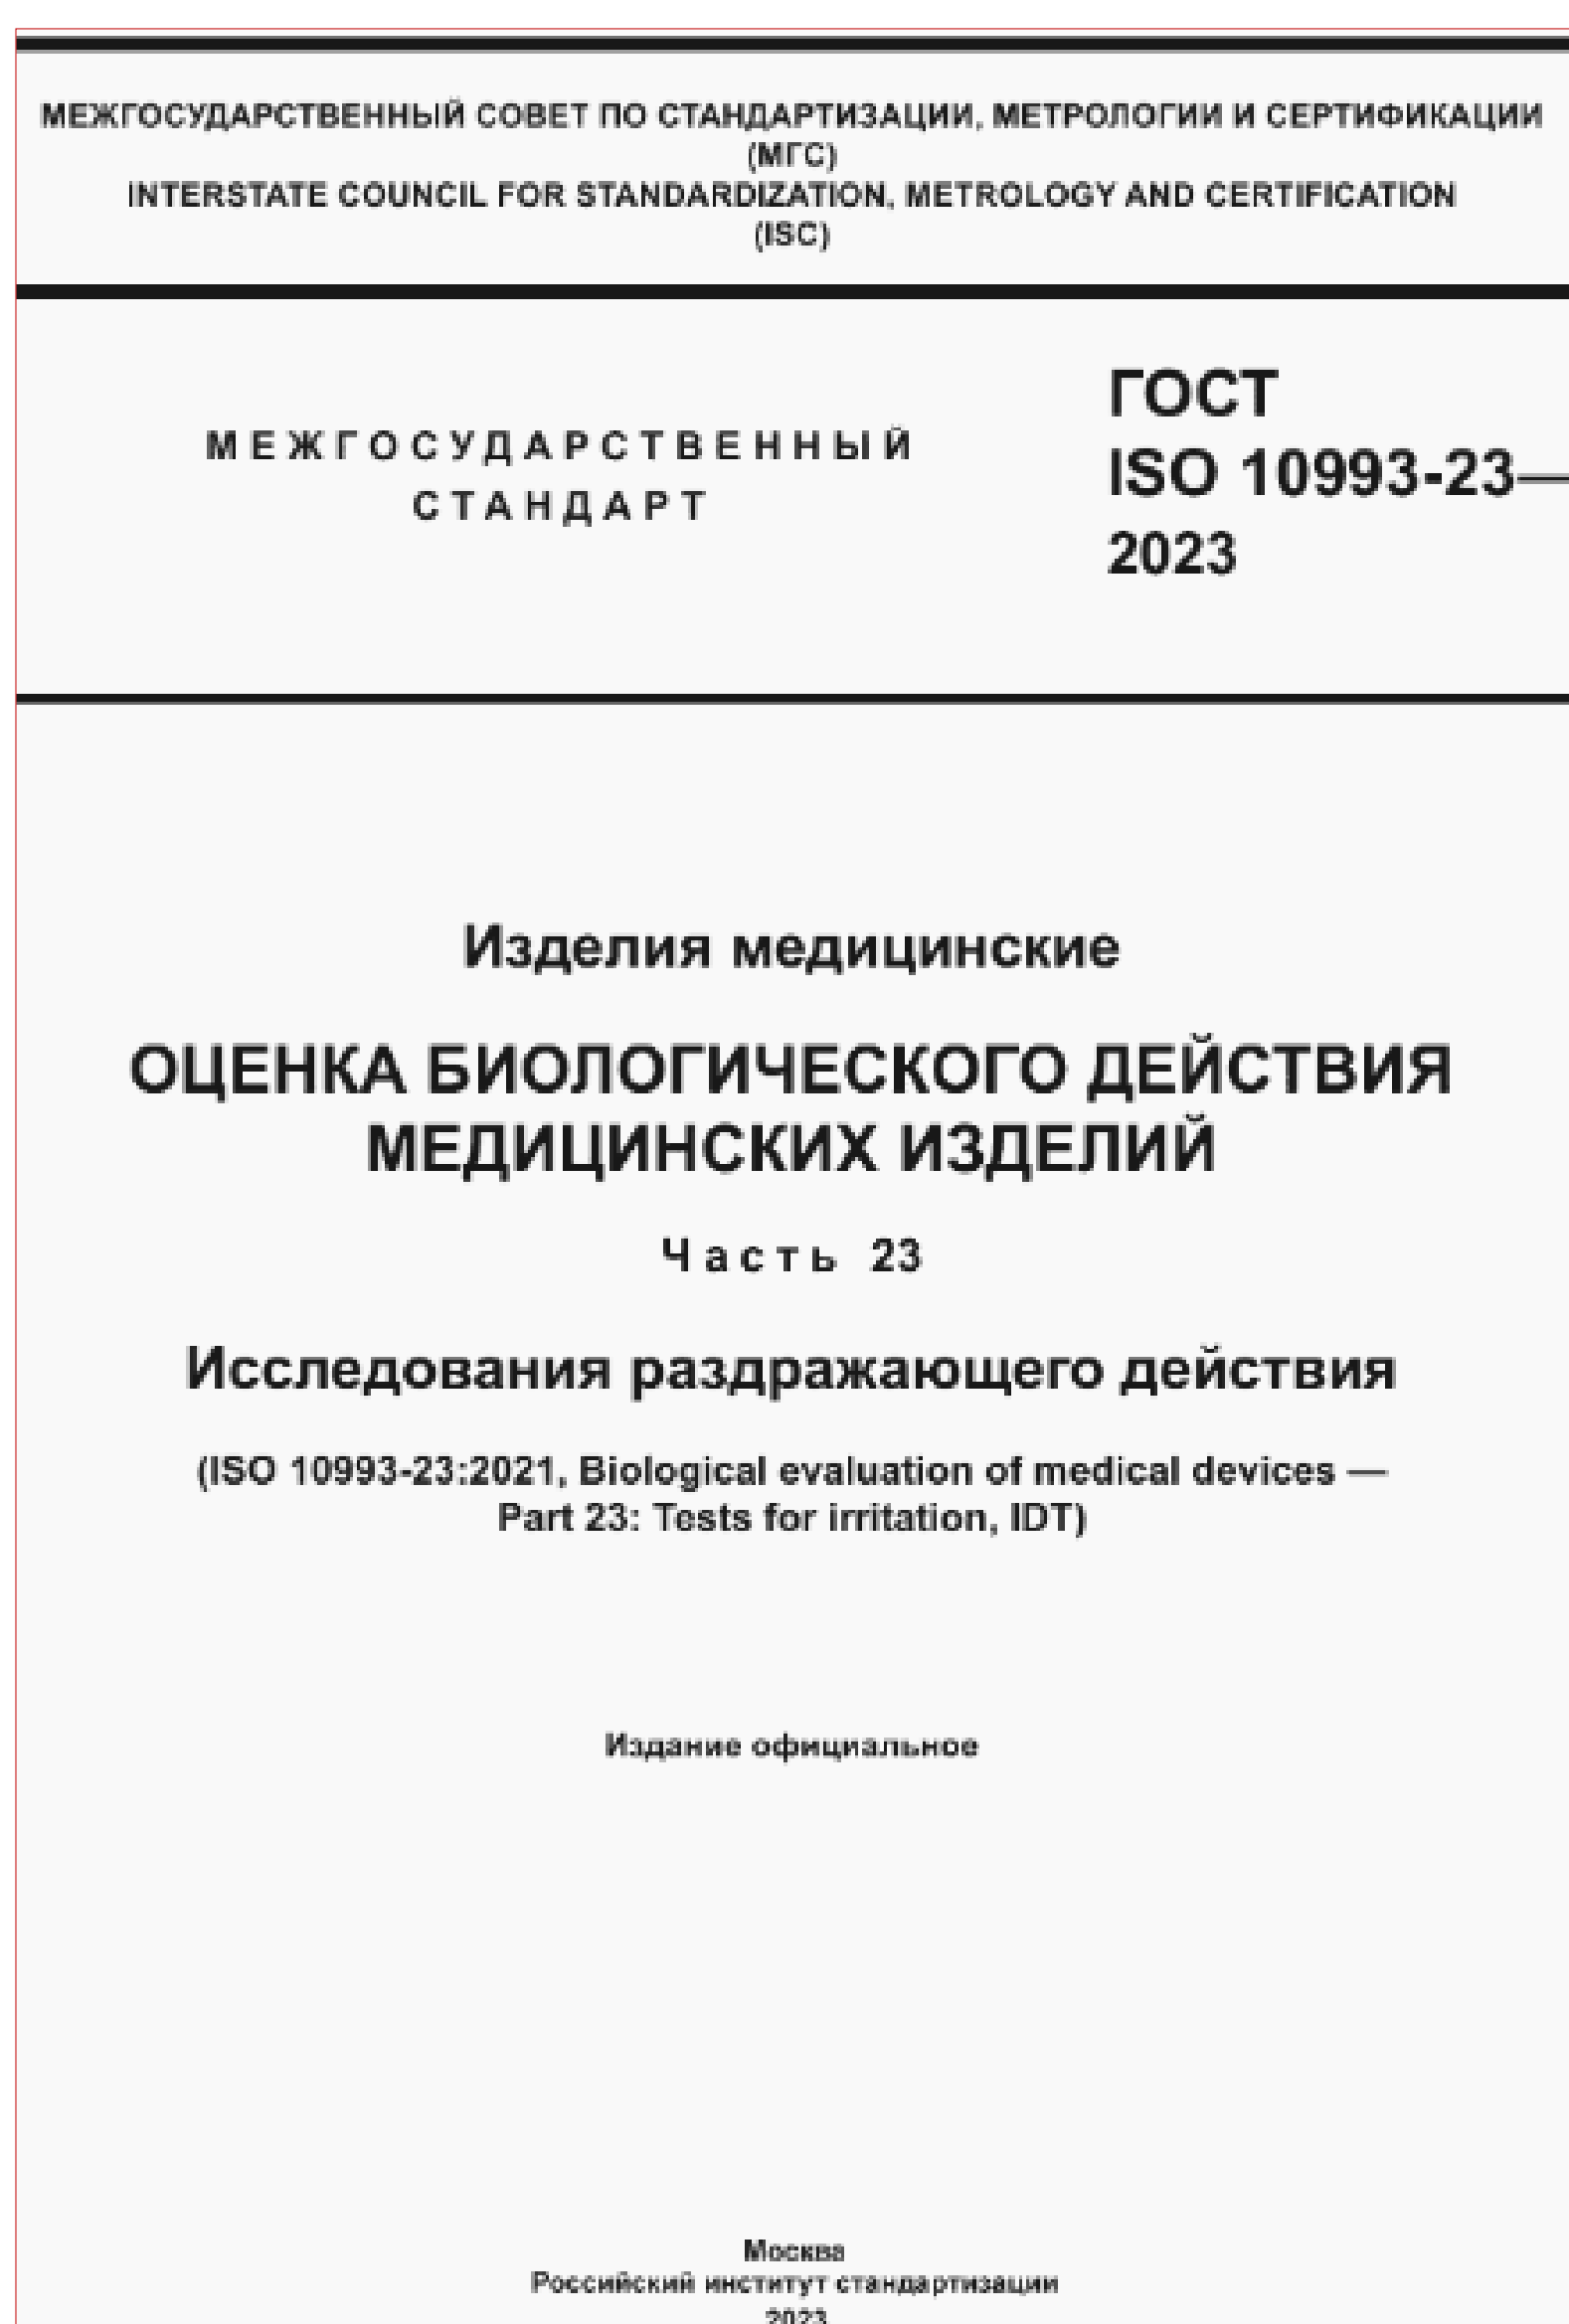 МЕЖГОСУДАРСТВЕННЫЙ СОВЕТ ПО СТАНДАРТИЗАЦИИ, МЕТРОЛОГИИ И СЕРТИФИКАЦИИ
(МГС)
INTERSTATE COUNCIL FOR STANDARDIZATION, METROLOGY AND CERTIFICATION
(ISC)
МЕЖГОСУДАРСТВЕННЫЙ
СТАНДАРТ
ГОСТ
ISO 10993-23—
2023
Изделия медицинские
ОЦЕНКА БИОЛОГИЧЕСКОГО ДЕЙСТВИЯ
МЕДИЦИНСКИХ ИЗДЕЛИЙ
Часть 23
Исследования раздражающего действия
(ISO 10993-23:2021, Biological evaluation of medical devices —
Part 23: Tests for irritation, IDT)
Издание официальное
Москва
Российский институт стандартизации
2023